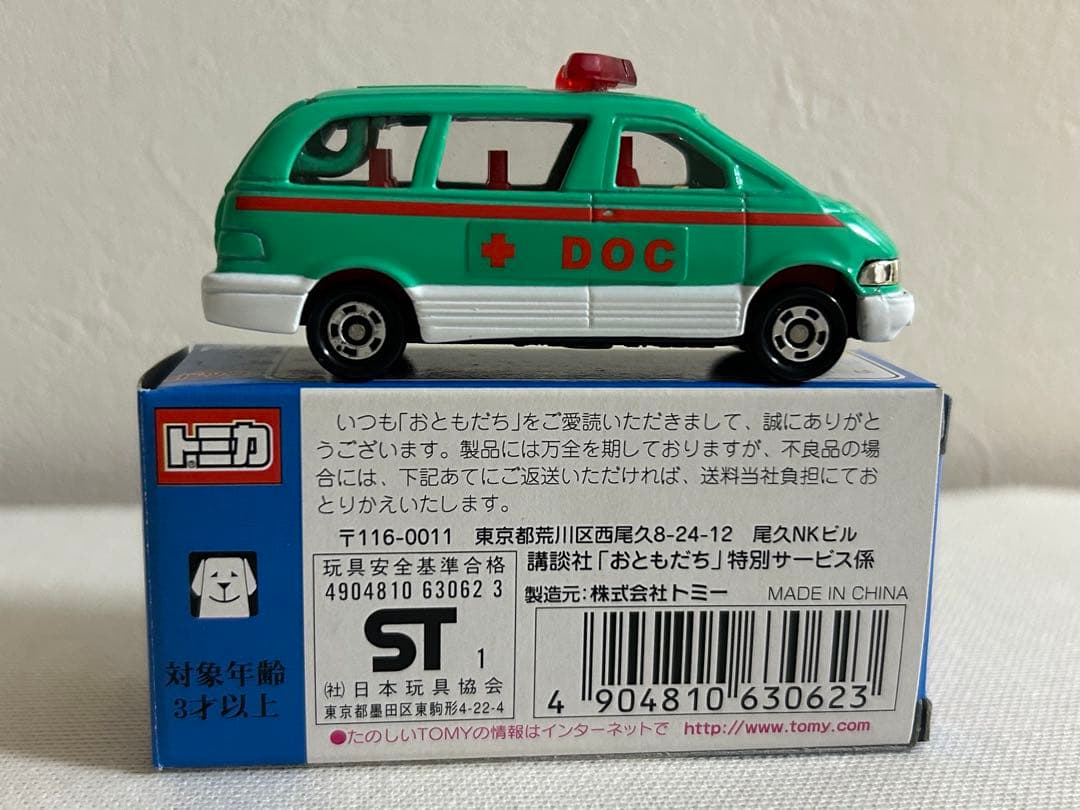 DOC
トミカ
いつも「おともだち」をご愛読いただきまして、誠にありがと
うございます。製品には万全を期しておりますが、不良品の場
合には、下記あてにご返送いただければ、送料当社負担にてお
とりかえいたします。
〒116-0011 東京都荒川区西尾久8-24-12 尾久NKビル
講談社「おともだち」特別サービス係
製造元:株式会社トミー MADE IN CHINA
玩具安全基準合格
4904810 63062 3
ST 1
(社)日本玩具協会
東京都墨田区東駒形4-22-4
4 904810 630623
対象年齢
3才以上
●たのしいTOMYの情報はインターネットで http://www.tomy.com